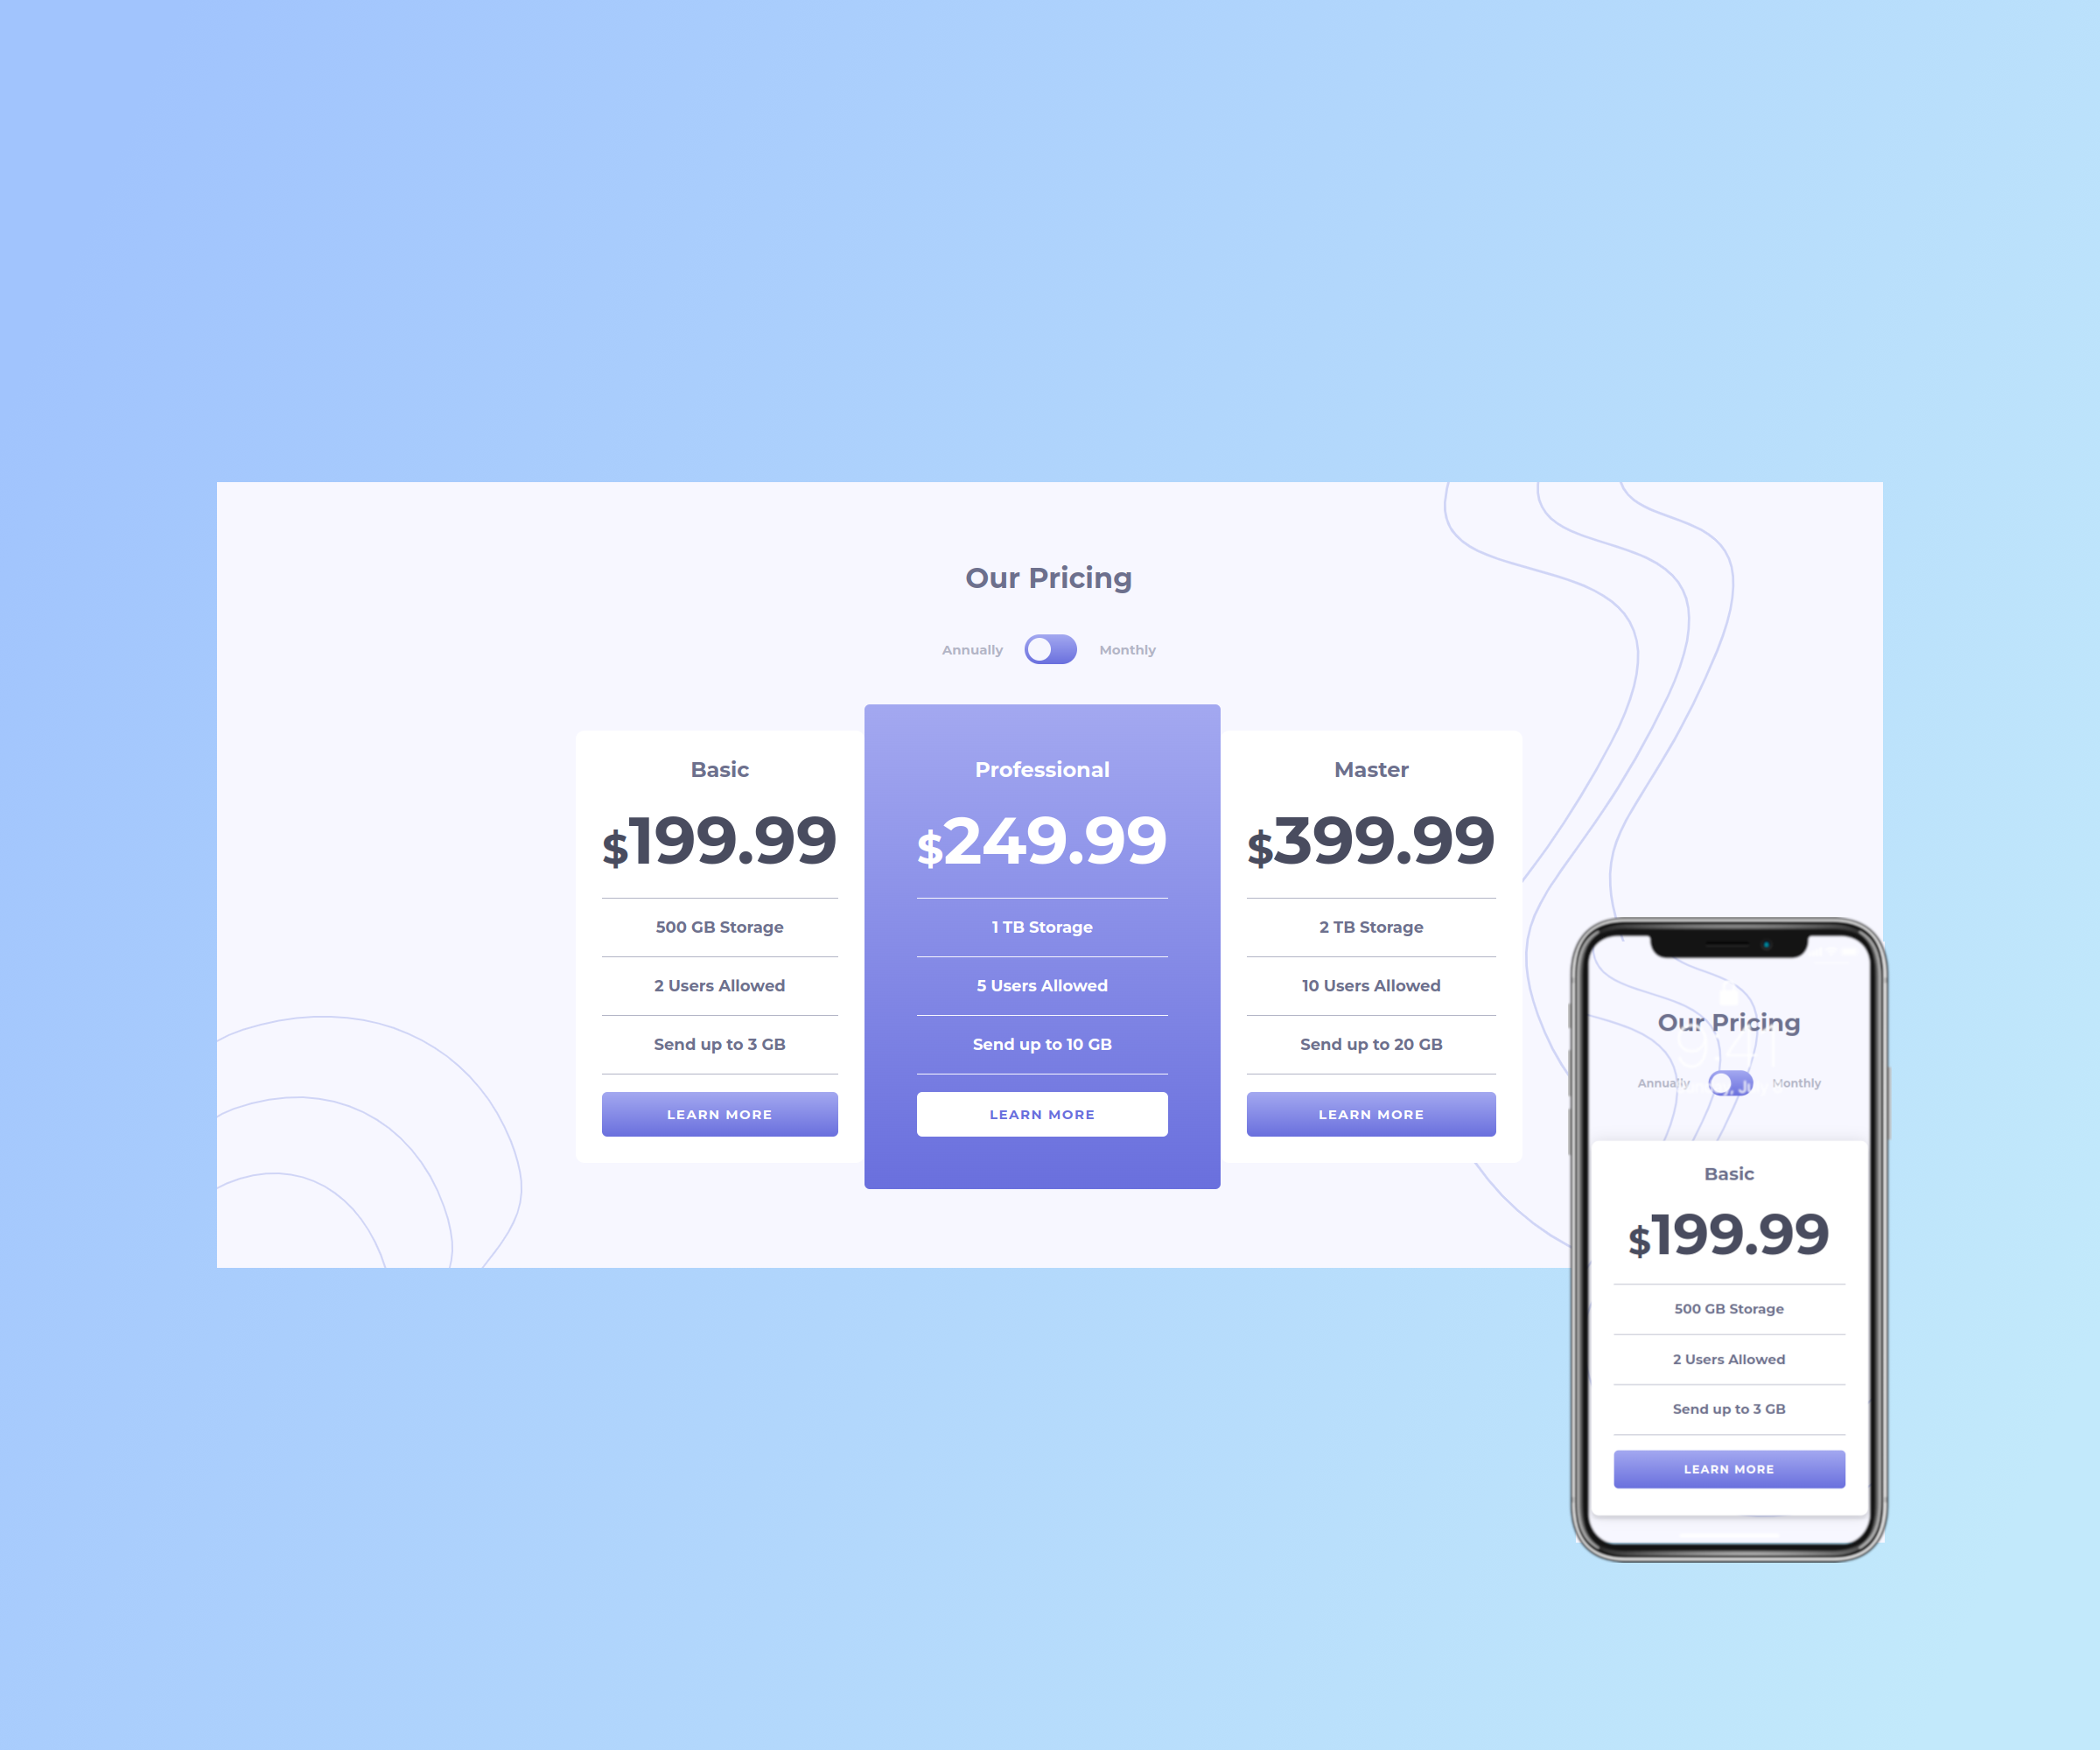 Our Pricing
Annually Monthly
Basic
$199.99
500 GB Storage
2 Users Allowed
Send up to 3 GB
LEARN MORE
Professional
$249.99
1 TB Storage
5 Users Allowed
Send up to 10 GB
LEARN MORE
Master
$399.99
2 TB Storage
10 Users Allowed
Send up to 20 GB
LEARN MORE
Our Pricing
9:41
Annually Monthly
Basic
$199.99
500 GB Storage
2 Users Allowed
Send up to 3 GB
LEARN MORE